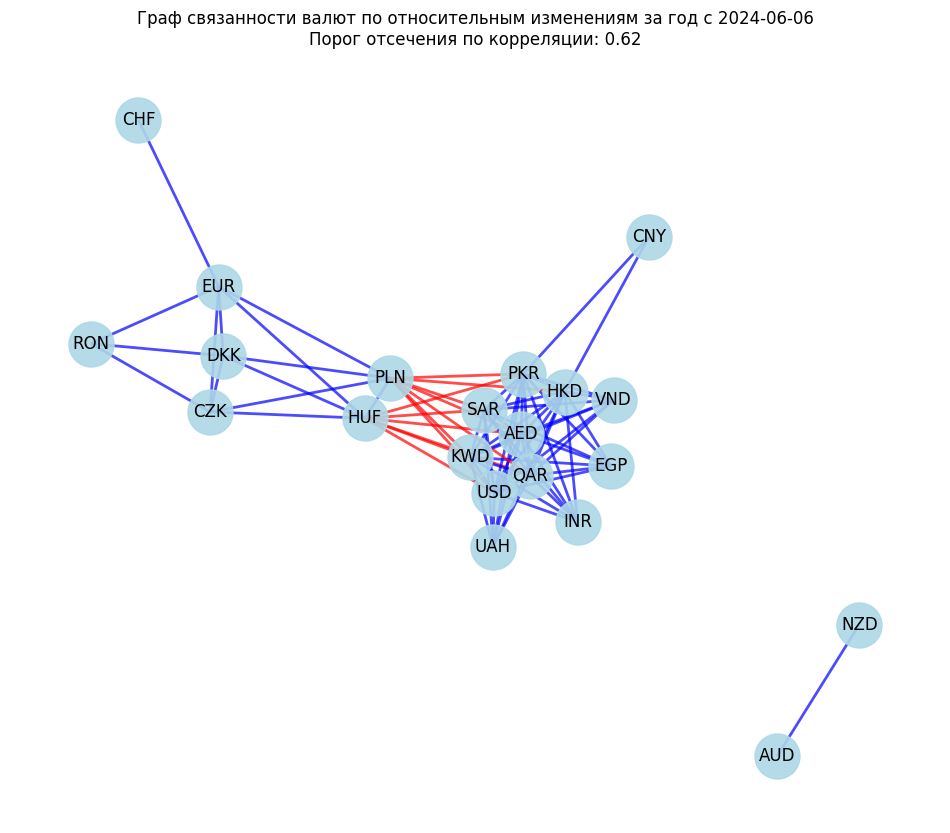 Граф связанности валют по относительным изменениям за год с 2024-06-06
Порог отсечения по корреляции: 0.62
CHF
CNY
EUR
RON
DKK
PLN
PKR
HKD
VND
CZK
HUF
SAR
AED
KWD
QAR
EGP
USD
INR
UAH
NZD
AUD